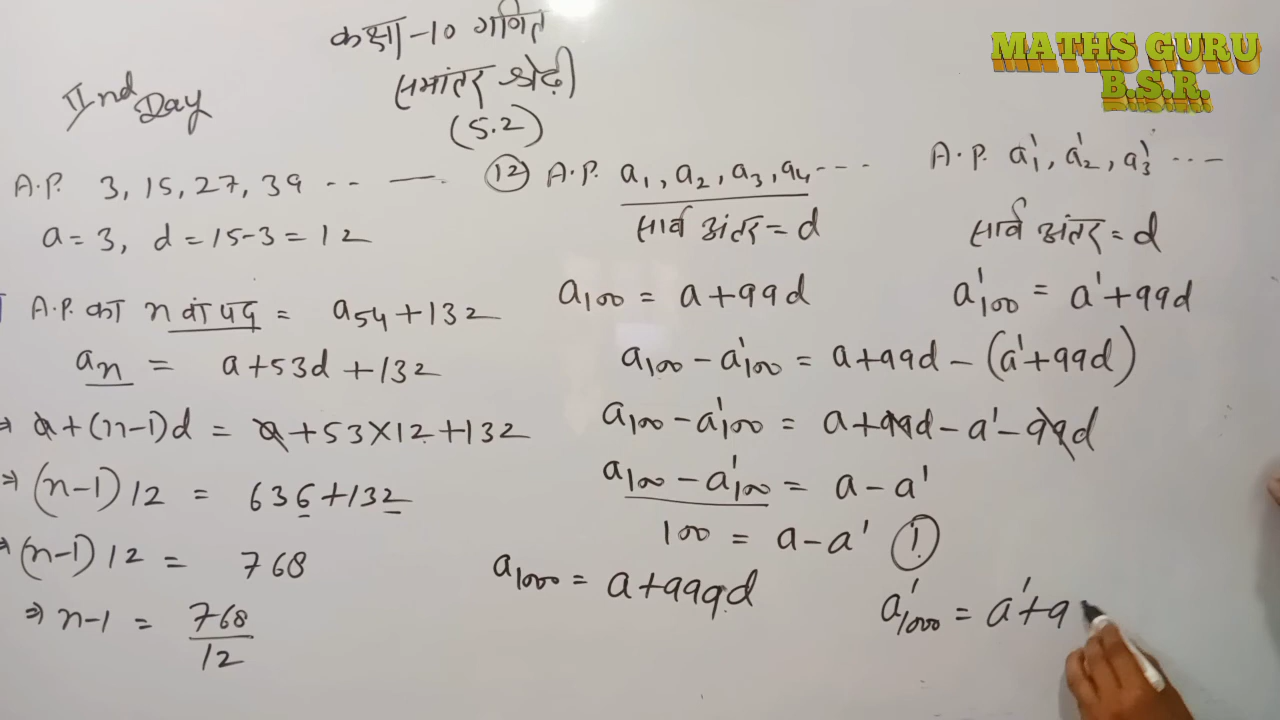 कक्षा-10 गणित
समांतर श्रेढ़ी
(5.2)
IInd Day
MATHS GURU
B.S.R.
A.P. 3, 15, 27, 39 -- —.
a = 3, d = 15-3 = 12
A.P. का n वां पद = a₅₄ + 132
aₙ = a + 53d + 132
⇒ a + (n-1)d = a + 53×12 + 132
⇒ (n-1) 12 = 636 + 132
⇒ (n-1) 12 = 768
⇒ n-1 = 768/12
(12) A.P. a₁, a₂, a₃, a₄ ----
सार्व अंतर = d
a₁₀₀ = a + 99d
a₁₀₀ - a'₁₀₀ = a + 99d - (a' + 99d)
a₁₀₀ - a'₁₀₀ = a + 99d - a' - 99d
a₁₀₀ - a'₁₀₀ = a - a'
100 = a - a' (1)
a₁₀₀₀ = a + 999d
A.P. a'₁, a'₂, a'₃ ----
सार्व अंतर = d
a'₁₀₀ = a' + 99d
a'₁₀₀₀ = a' + 9